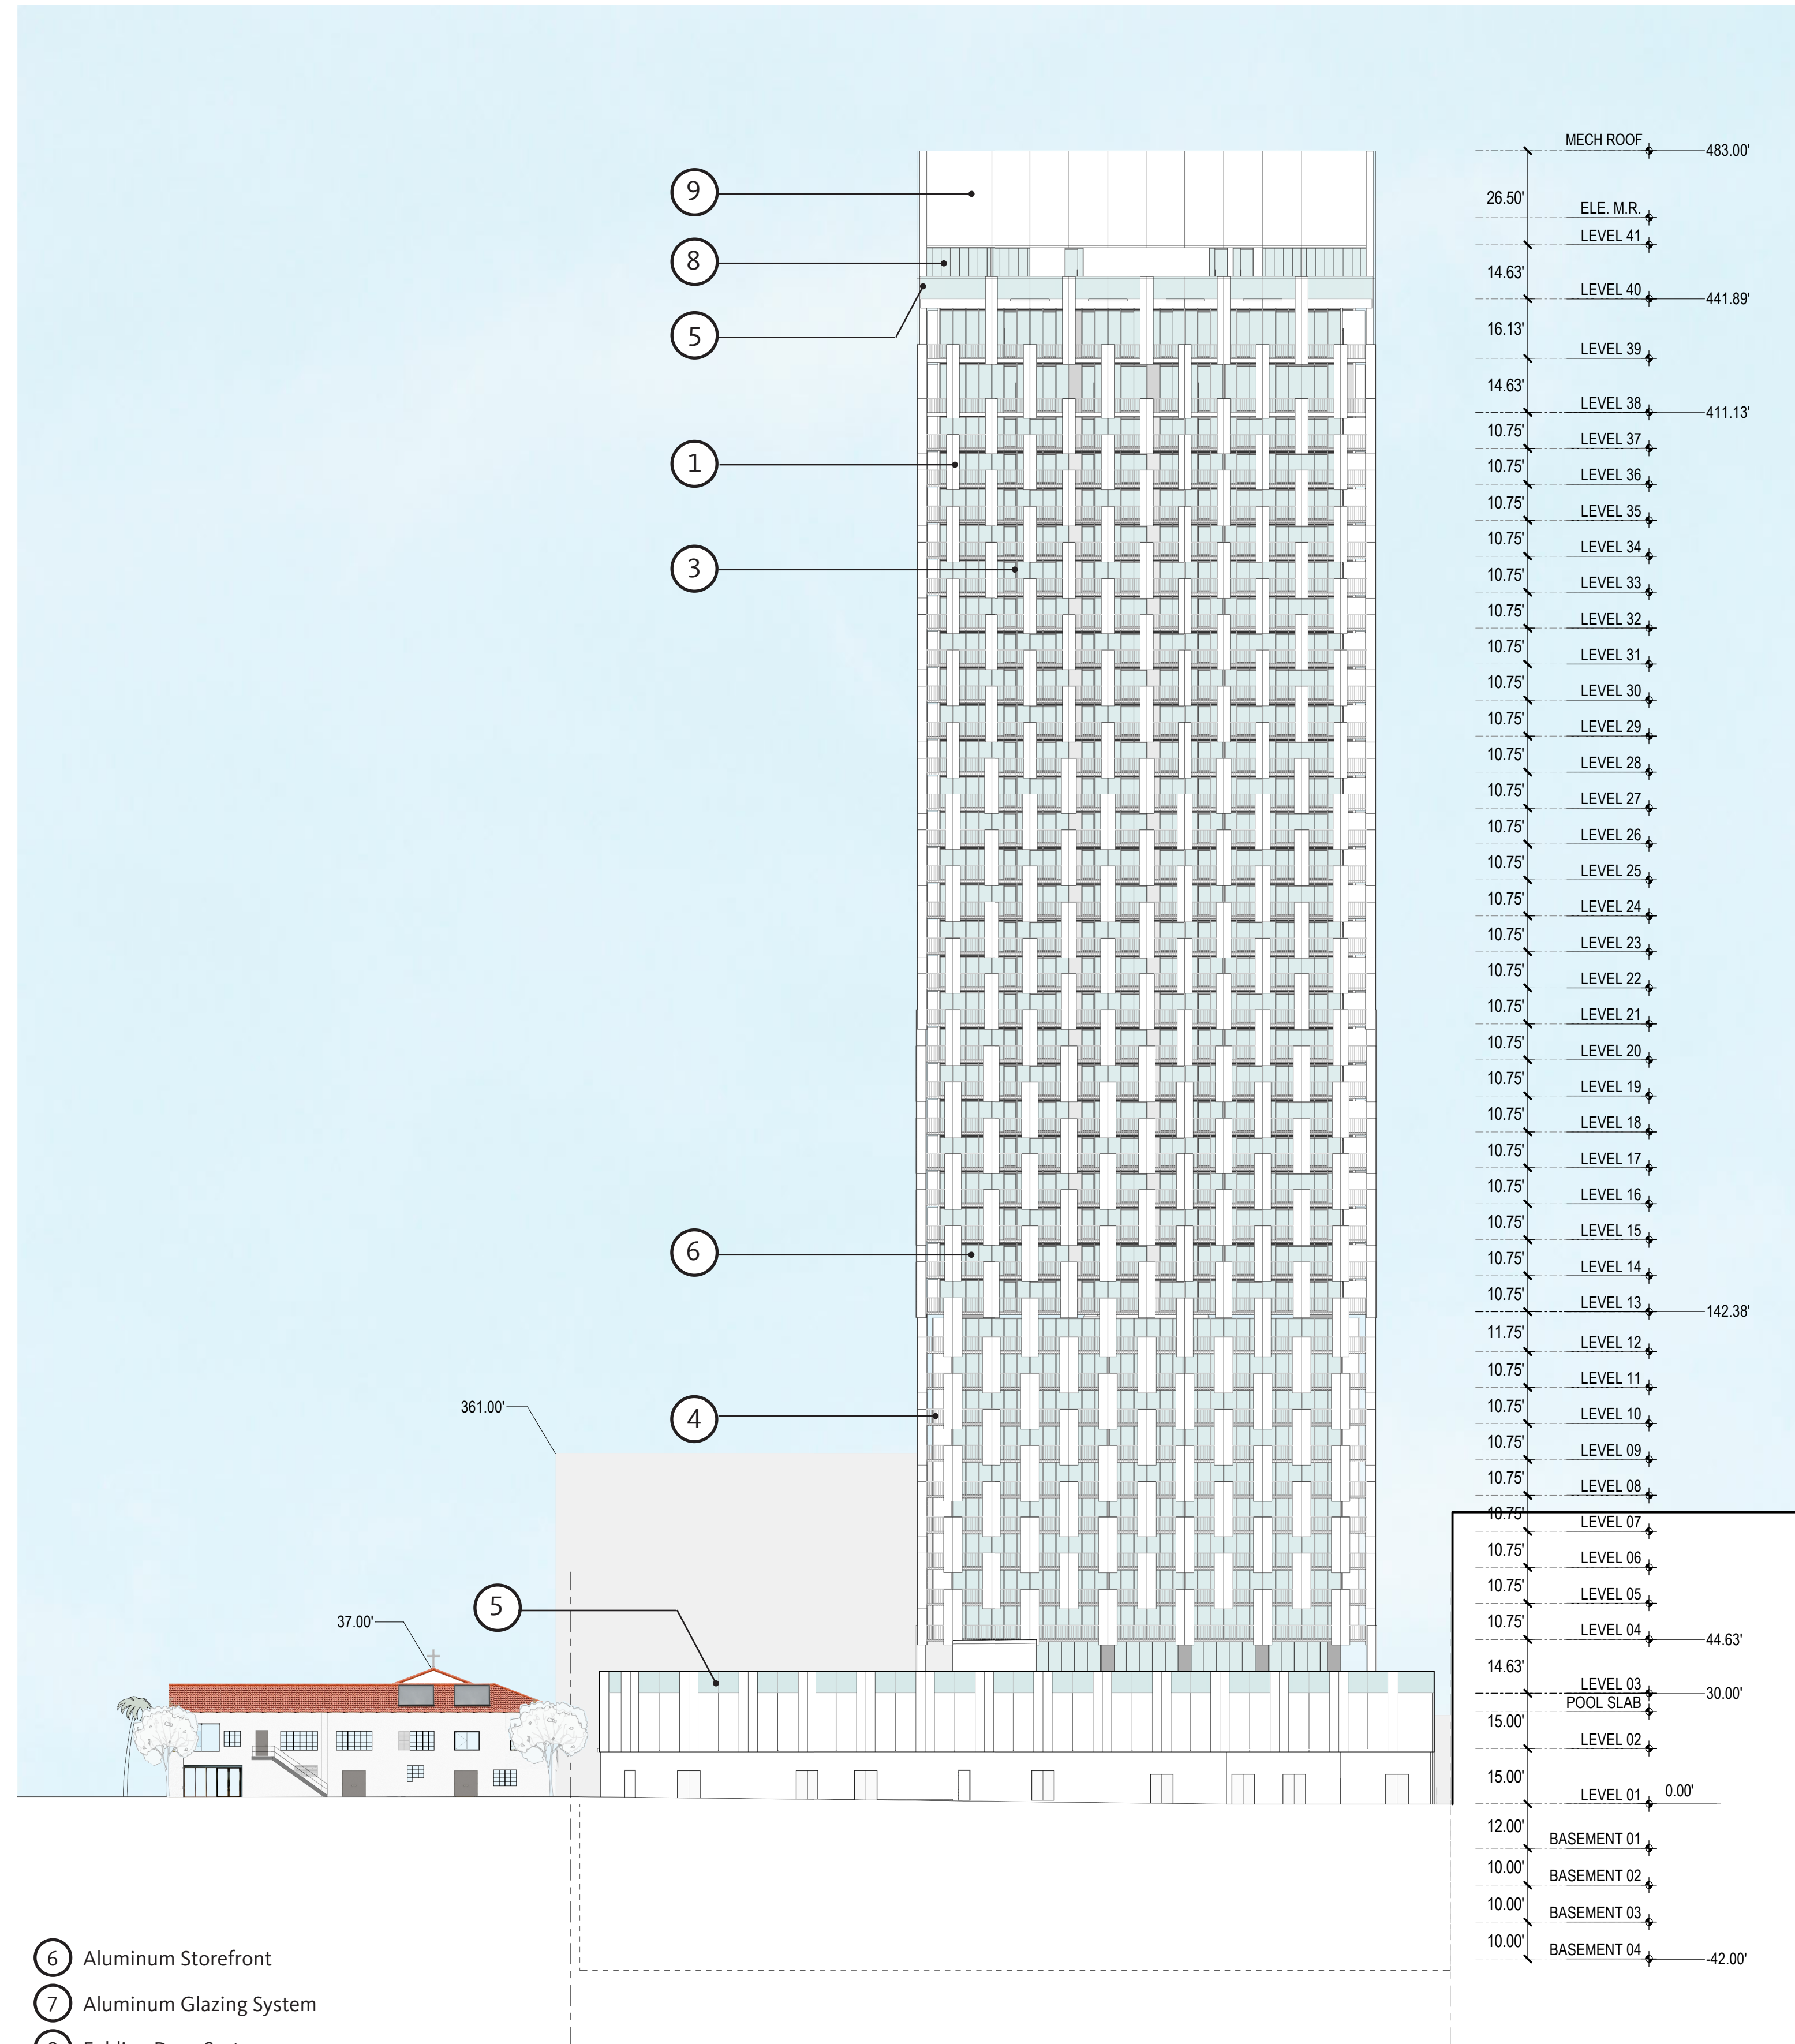 MECH ROOF 483.00'
9
26.50'
ELE. M.R.
LEVEL 41
8
14.63'
LEVEL 40 441.89'
5
16.13'
LEVEL 39
14.63'
LEVEL 38 411.13'
10.75'
LEVEL 37
1
10.75'
LEVEL 36
10.75'
LEVEL 35
10.75'
LEVEL 34
3
10.75'
LEVEL 33
10.75'
LEVEL 32
10.75'
LEVEL 31
10.75'
LEVEL 30
10.75'
LEVEL 29
10.75'
LEVEL 28
10.75'
LEVEL 27
10.75'
LEVEL 26
10.75'
LEVEL 25
10.75'
LEVEL 24
10.75'
LEVEL 23
10.75'
LEVEL 22
10.75'
LEVEL 21
10.75'
LEVEL 20
10.75'
LEVEL 19
10.75'
LEVEL 18
10.75'
LEVEL 17
10.75'
LEVEL 16
10.75'
LEVEL 15
6
10.75'
LEVEL 14
10.75'
LEVEL 13 142.38'
11.75'
LEVEL 12
10.75'
LEVEL 11
361.00'
4
10.75'
LEVEL 10
10.75'
LEVEL 09
10.75'
LEVEL 08
10.75'
LEVEL 07
10.75'
LEVEL 06
10.75'
LEVEL 05
5
37.00'
10.75'
LEVEL 04 44.63'
14.63'
LEVEL 03 30.00'
POOL SLAB
15.00'
LEVEL 02
15.00'
LEVEL 01 0.00'
12.00'
BASEMENT 01
10.00'
BASEMENT 02
10.00'
BASEMENT 03
10.00'
BASEMENT 04 -42.00'
6 Aluminum Storefront
7 Aluminum Glazing System